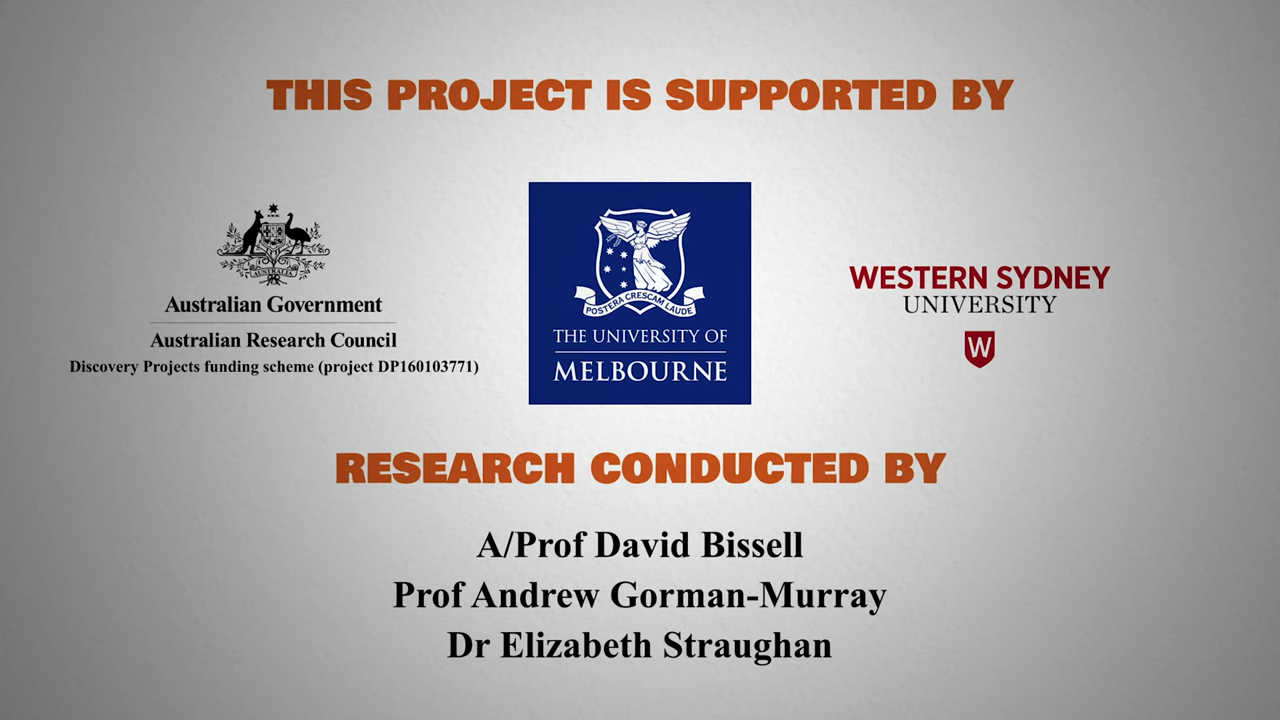 THIS PROJECT IS SUPPORTED BY
AUSTRALIA
Australian Government
Australian Research Council
Discovery Projects funding scheme (project DP160103771)
POSTERA CRESCAM LAUDE
THE UNIVERSITY OF
MELBOURNE
WESTERN SYDNEY
UNIVERSITY
W
RESEARCH CONDUCTED BY
A/Prof David Bissell
Prof Andrew Gorman-Murray
Dr Elizabeth Straughan